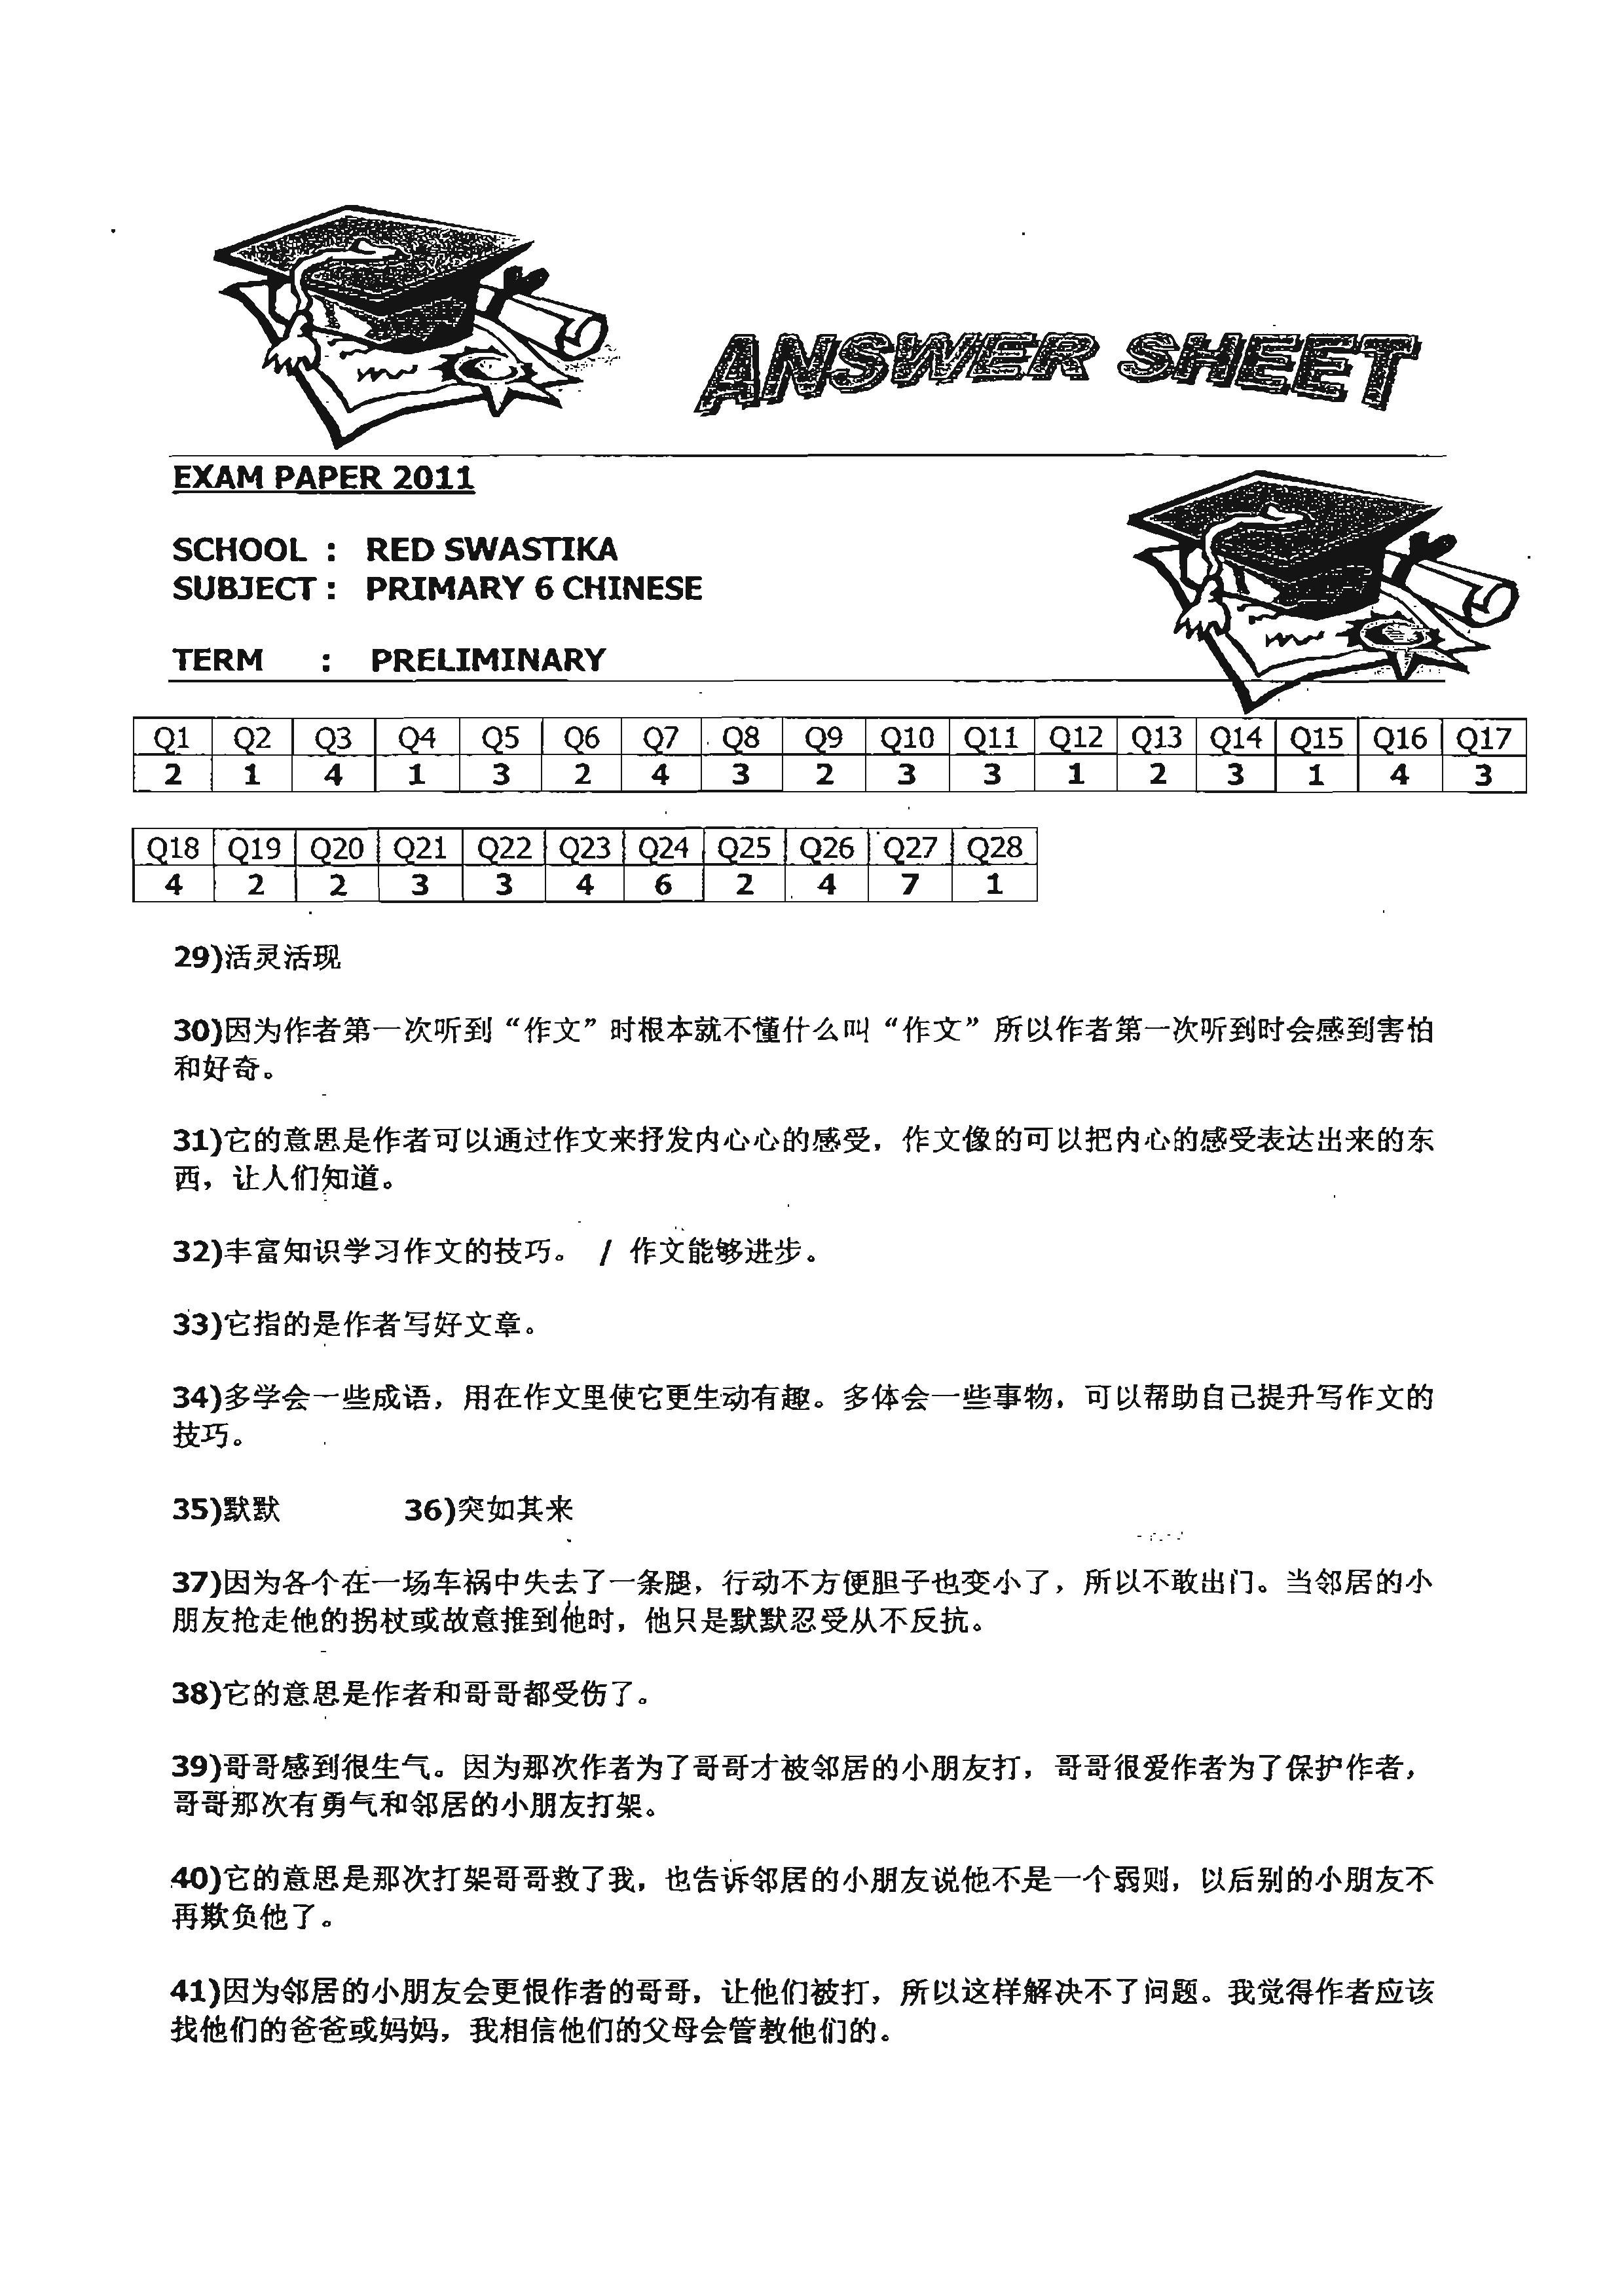 ANSWER SHEET
EXAM PAPER 2011
SCHOOL : RED SWASTIKA
SUBJECT : PRIMARY 6 CHINESE
TERM : PRELIMINARY
Q1 Q2 Q3 Q4 Q5 Q6 Q7 Q8 Q9 Q10 Q11 Q12 Q13 Q14 Q15 Q16 Q17
2 1 4 1 3 2 4 3 2 3 3 1 2 3 1 4 3
Q18 Q19 Q20 Q21 Q22 Q23 Q24 Q25 Q26 Q27 Q28
4 2 2 3 3 4 6 2 4 7 1
29)活灵活现
30)因为作者第一次听到“作文”时根本就不懂什么叫“作文”所以作者第一次听到时会感到害怕
和好奇。
31)它的意思是作者可以通过作文来抒发内心心的感受，作文像的可以把内心的感受表达出来的东
西，让人们知道。
32)丰富知识学习作文的技巧。 / 作文能够进步。
33)它指的是作者写好文章。
34)多学会一些成语，用在作文里使它更生动有趣。多体会一些事物，可以帮助自己提升写作文的
技巧。
35)默默 36)突如其来
37)因为各个在一场车祸中失去了一条腿，行动不方便胆子也变小了，所以不敢出门。当邻居的小
朋友抢走他的拐杖或故意推到他时，他只是默默忍受从不反抗。
38)它的意思是作者和哥哥都受伤了。
39)哥哥感到很生气。因为那次作者为了哥哥才被邻居的小朋友打，哥哥很爱作者为了保护作者，
哥哥那次有勇气和邻居的小朋友打架。
40)它的意思是那次打架哥哥救了我，也告诉邻居的小朋友说他不是一个弱则，以后别的小朋友不
再欺负他了。
41)因为邻居的小朋友会更恨作者的哥哥，让他们被打，所以这样解决不了问题。我觉得作者应该
找他们的爸爸或妈妈，我相信他们的父母会管教他们的。